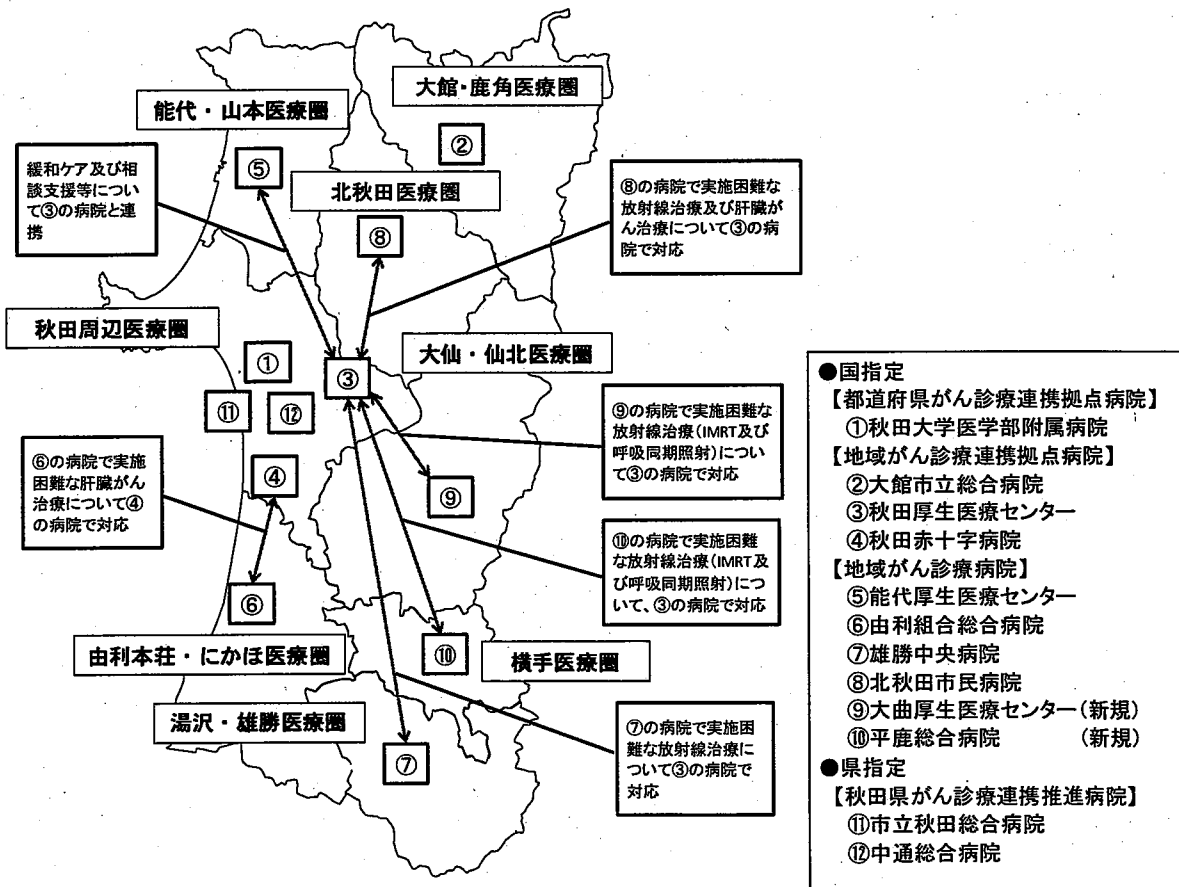 大館・鹿角医療圏
能代・山本医療圏
②
⑤
緩和ケア及び相
談支援等につい
て③の病院と連
携
北秋田医療圏
⑧
⑧の病院で実施困難な
放射線治療及び肝臓が
ん治療について③の病
院で対応
秋田周辺医療圏
大仙・仙北医療圏
①
③
⑪
⑫
⑨の病院で実施困難な
放射線治療(IMRT及び
呼吸同期照射)につい
て③の病院で対応
⑥の病院で実施
困難な肝臓がん
治療について④
の病院で対応
④
⑨
⑩の病院で実施困難
な放射線治療(IMRT及
び呼吸同期照射)につ
いて、③の病院で対応
⑥
由利本荘・にかほ医療圏
⑩
横手医療圏
湯沢・雄勝医療圏
⑦
⑦の病院で実施困
難な放射線治療に
ついて③の病院で
対応
●国指定
【都道府県がん診療連携拠点病院】
①秋田大学医学部附属病院
【地域がん診療連携拠点病院】
②大館市立総合病院
③秋田厚生医療センター
④秋田赤十字病院
【地域がん診療病院】
⑤能代厚生医療センター
⑥由利組合総合病院
⑦雄勝中央病院
⑧北秋田市民病院
⑨大曲厚生医療センター(新規)
⑩平鹿総合病院 (新規)
●県指定
【秋田県がん診療連携推進病院】
⑪市立秋田総合病院
⑫中通総合病院